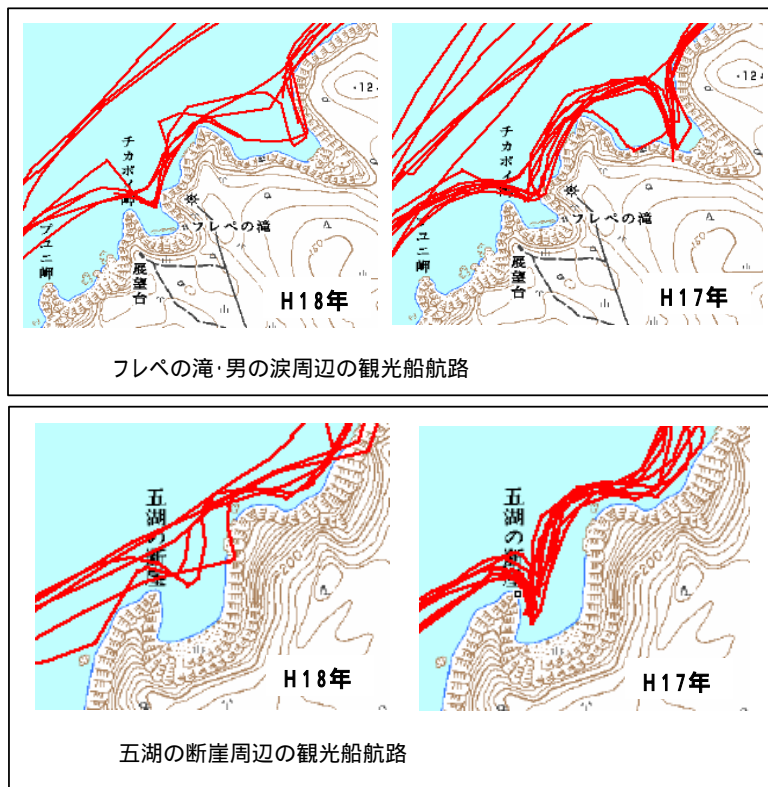 チカポイ岬
プユニ岬
フレペの滝
展望台
・124
H18年
チカポイ岬
ユニ岬
フレペの滝
展望台
・124
H17年
フレペの滝・男の涙周辺の観光船航路
五湖の断崖
200
H18年
五湖の断崖
200
H17年
五湖の断崖周辺の観光船航路